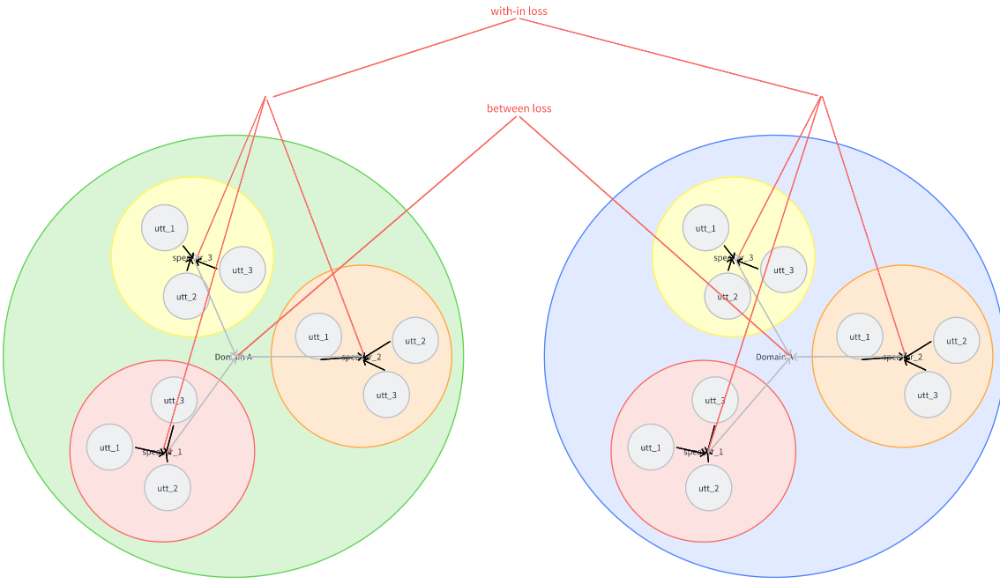 with-in loss
between loss
utt_1
speaker_3
utt_3
utt_2
utt_1
utt_2
Domain A
speaker_2
utt_3
utt_3
utt_1
speaker_1
utt_2
utt_1
speaker_3
utt_3
utt_2
utt_1
utt_2
Domain A
speaker_2
utt_3
utt_3
utt_1
speaker_1
utt_2